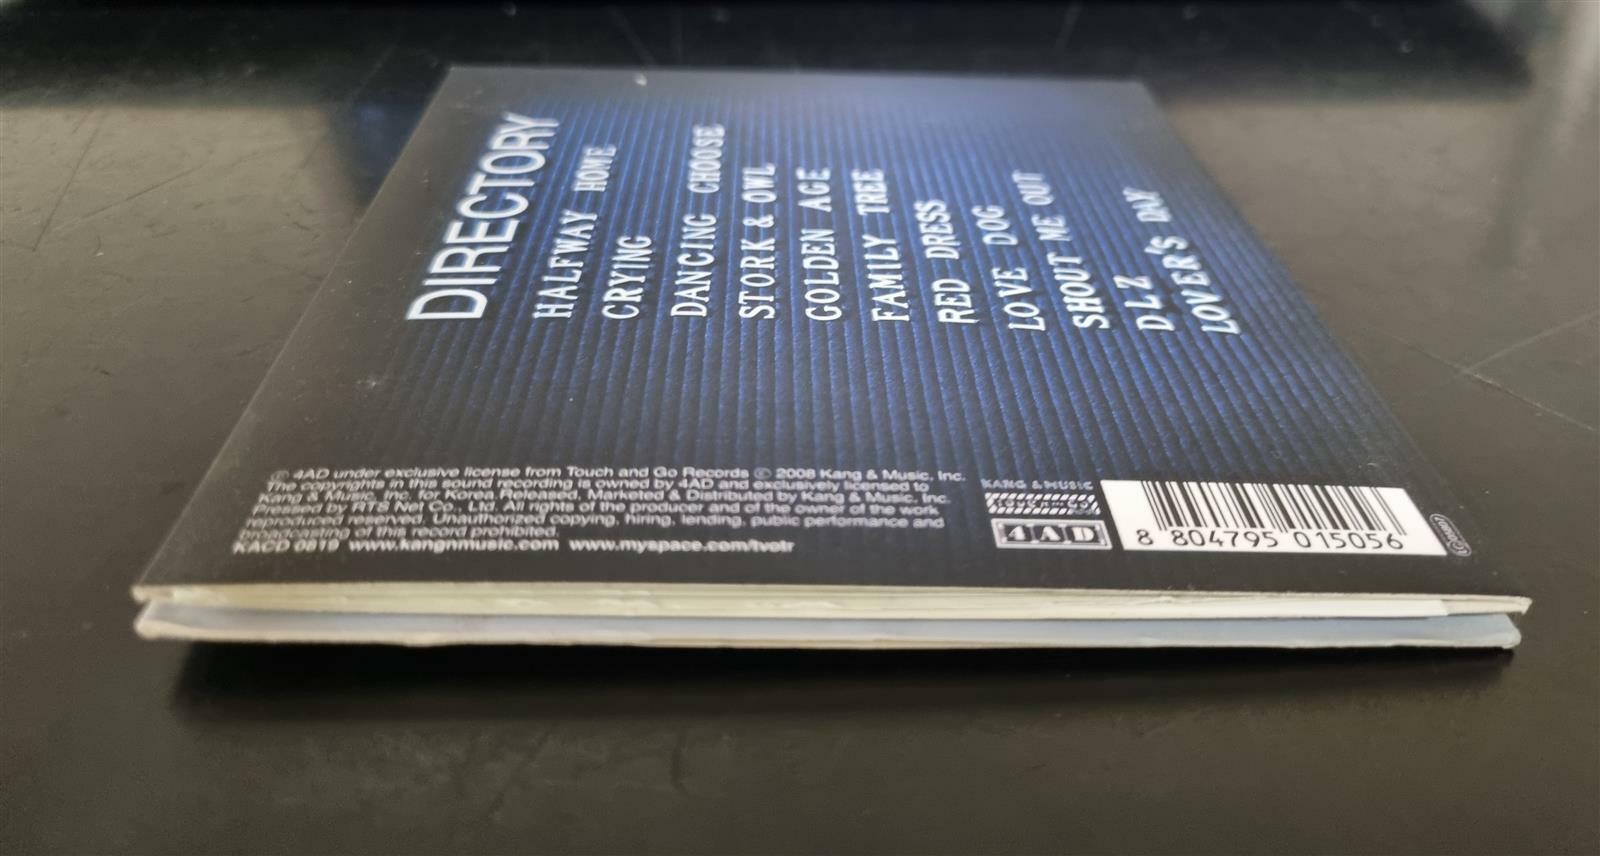 DIRECTORY
HALFWAY HOME
CRYING
DANCING CHOOSE
STORK & OWL
GOLDEN AGE
FAMILY TREE
RED DRESS
LOVE DOG
SHOUT ME OUT
DLZ
LOVER'S DAY
Ⓟ 4AD under exclusive license from Touch and Go Records © 2008 Kang & Music, Inc.
The copyrights in this sound recording is owned by 4AD and exclusively licensed to
Kang & Music, Inc. for Korea.Released, Marketed & Distributed by Kang & Music, Inc.
Pressed by RTS Net Co., Ltd. All rights of the producer and of the owner of the work
reproduced reserved. Unauthorized copying, hiring, lending, public performance and
broadcasting of this record prohibited.
KACD 0819 www.kangnmusic.com www.myspace.com/tvotr
KANG & MUSIC
4AD
8 804795 015056